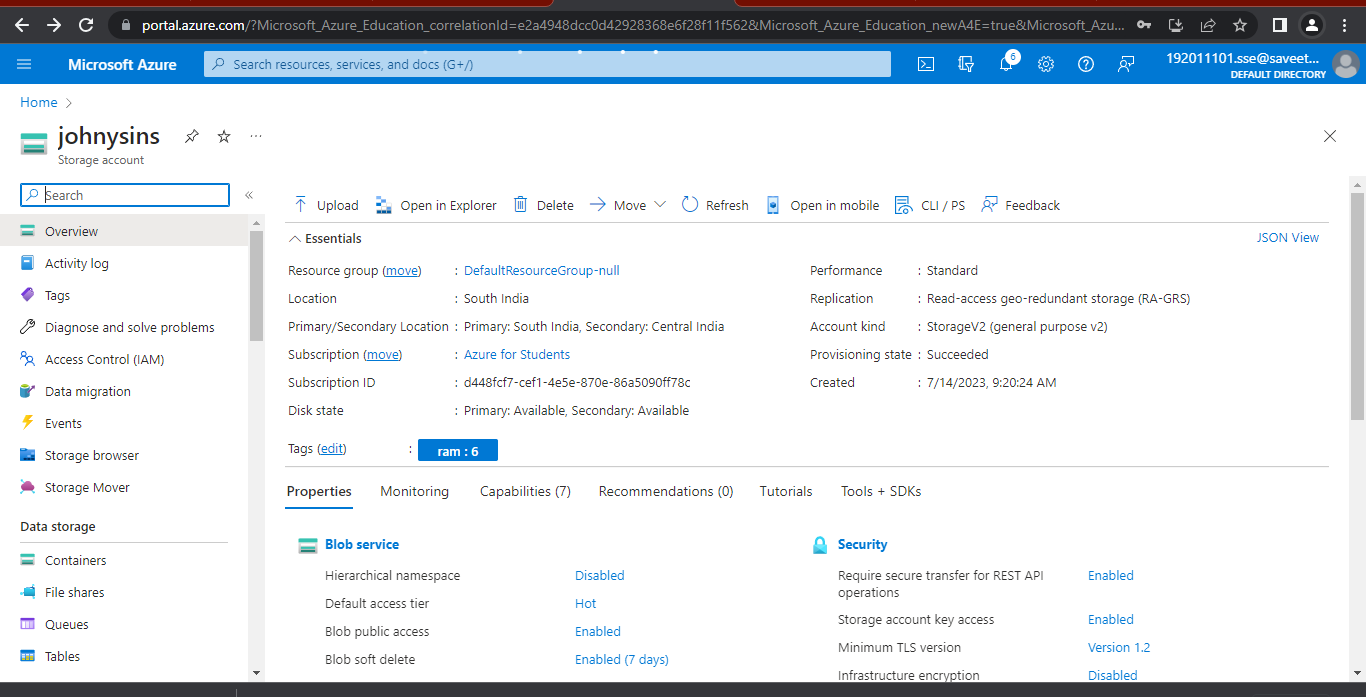 portal.azure.com/?Microsoft_Azure_Education_correlationId=e2a4948dcc0d42928368e6f28f11f562&Microsoft_Azure_Education_newA4E=true&Microsoft_Azu...
Microsoft Azure
Search resources, services, and docs (G+/)
6
192011101.sse@saveet...
DEFAULT DIRECTORY
Home
johnysins
Storage account
Search
Overview
Activity log
Tags
Diagnose and solve problems
Access Control (IAM)
Data migration
Events
Storage browser
Storage Mover
Data storage
Containers
File shares
Queues
Tables
Upload Open in Explorer Delete Move Refresh Open in mobile CLI / PS Feedback
Essentials
JSON View
Resource group (move) : DefaultResourceGroup-null
Location : South India
Primary/Secondary Location : Primary: South India, Secondary: Central India
Subscription (move) : Azure for Students
Subscription ID : d448fcf7-cef1-4e5e-870e-86a5090ff78c
Disk state : Primary: Available, Secondary: Available
Performance : Standard
Replication : Read-access geo-redundant storage (RA-GRS)
Account kind : StorageV2 (general purpose v2)
Provisioning state : Succeeded
Created : 7/14/2023, 9:20:24 AM
Tags (edit) : ram : 6
Properties Monitoring Capabilities (7) Recommendations (0) Tutorials Tools + SDKs
Blob service
Hierarchical namespace Disabled
Default access tier Hot
Blob public access Enabled
Blob soft delete Enabled (7 days)
Security
Require secure transfer for REST API Enabled
operations
Storage account key access Enabled
Minimum TLS version Version 1.2
Infrastructure encryption Disabled